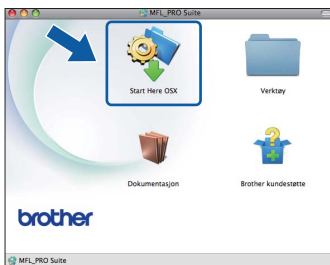 MFL_PRO Suite
Start Here OSX
Verktøy
Dokumentasjon
Brother kundestøtte
brother
MFL_PRO Suite